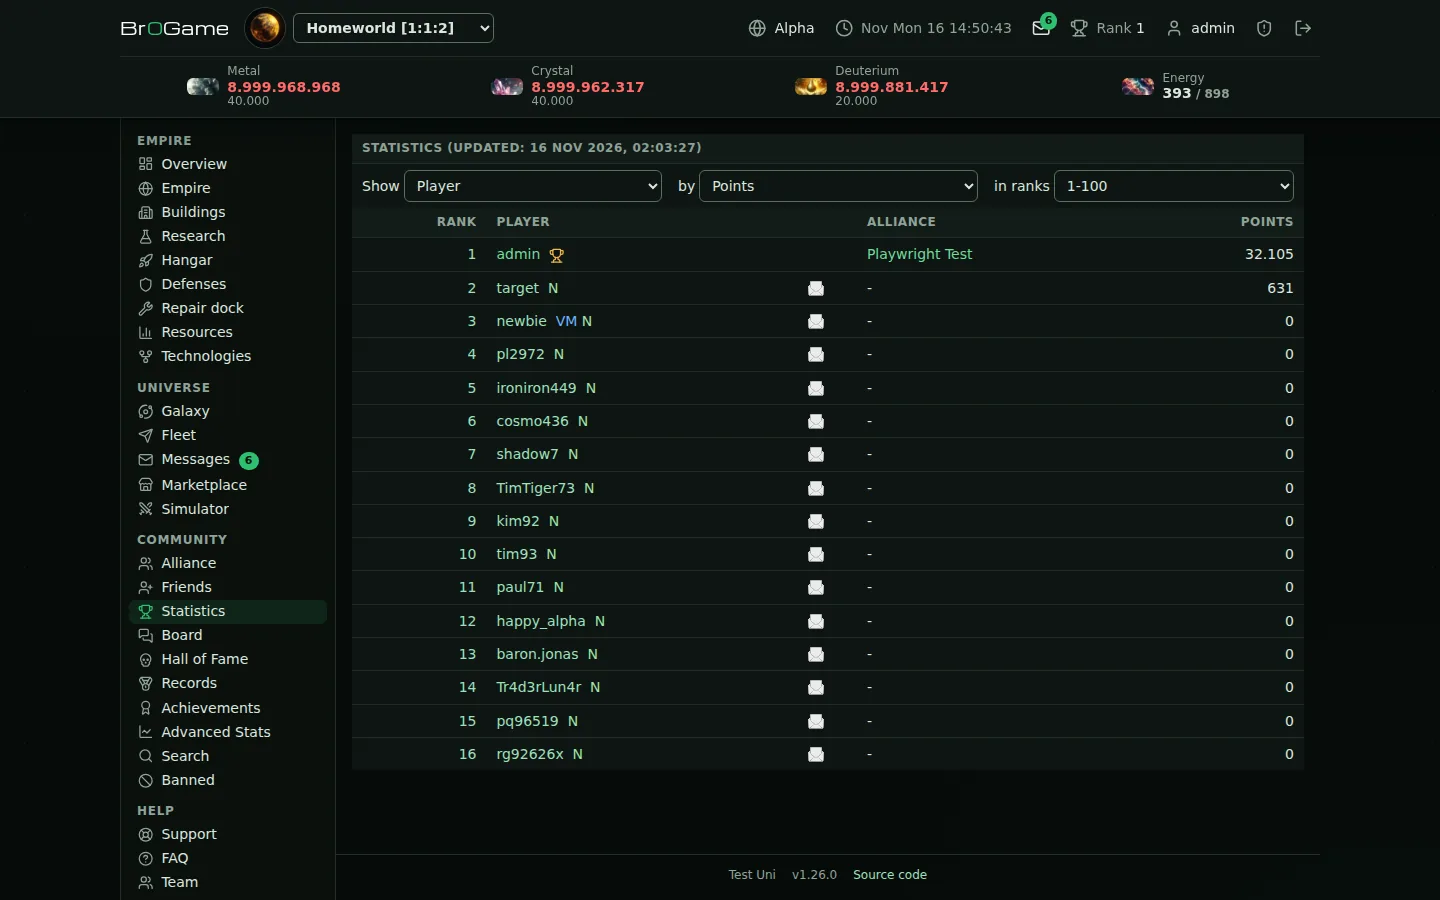 BrOGame
Homeworld [1:1:2]
Alpha
Nov Mon 16 14:50:43
6
Rank 1
admin
Metal
8.999.968.968
40.000
Crystal
8.999.962.317
40.000
Deuterium
8.999.881.417
20.000
Energy
393 / 898
EMPIRE
Overview
Empire
Buildings
Research
Hangar
Defenses
Repair dock
Resources
Technologies
UNIVERSE
Galaxy
Fleet
Messages 6
Marketplace
Simulator
COMMUNITY
Alliance
Friends
Statistics
Board
Hall of Fame
Records
Achievements
Advanced Stats
Search
Banned
HELP
Support
FAQ
Team
STATISTICS (UPDATED: 16 NOV 2026, 02:03:27)
Show Player by Points in ranks 1-100
RANK PLAYER ALLIANCE POINTS
1 admin Playwright Test 32.105
2 target N - 631
3 newbie VM N - 0
4 pl2972 N - 0
5 ironiron449 N - 0
6 cosmo436 N - 0
7 shadow7 N - 0
8 TimTiger73 N - 0
9 kim92 N - 0
10 tim93 N - 0
11 paul71 N - 0
12 happy_alpha N - 0
13 baron.jonas N - 0
14 Tr4d3rLun4r N - 0
15 pq96519 N - 0
16 rg92626x N - 0
Test Uni v1.26.0 Source code